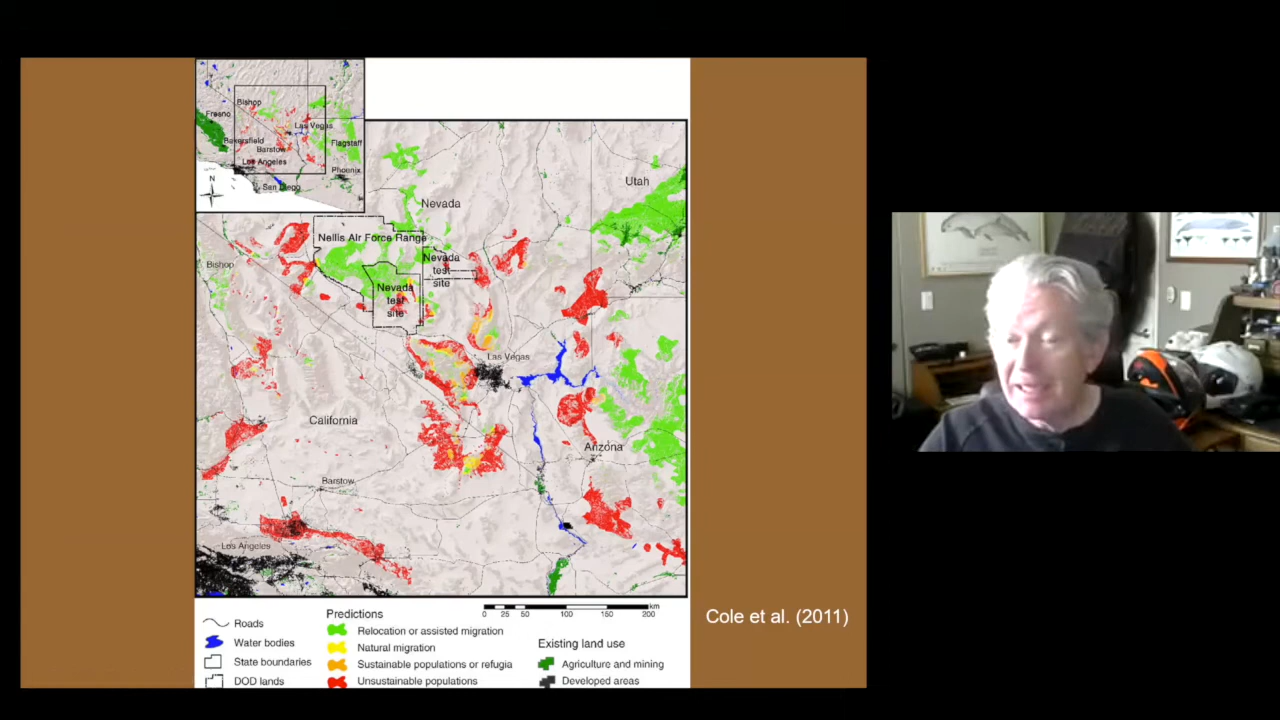 Bishop
Fresno
Las Vegas
Bakersfield
Barstow
Flagstaff
Los Angeles
Phoenix
N
San Diego
Utah
Nevada
Nellis Air Force Range
Bishop
Nevada
test
site
Nevada
test
site
Las Vegas
California
Arizona
Barstow
Los Angeles
km
0 25 50 100 150 200
Cole et al. (2011)
Roads
Water bodies
State boundaries
DOD lands
Predictions
Relocation or assisted migration
Natural migration
Sustainable populations or refugia
Unsustainable populations
Existing land use
Agriculture and mining
Developed areas